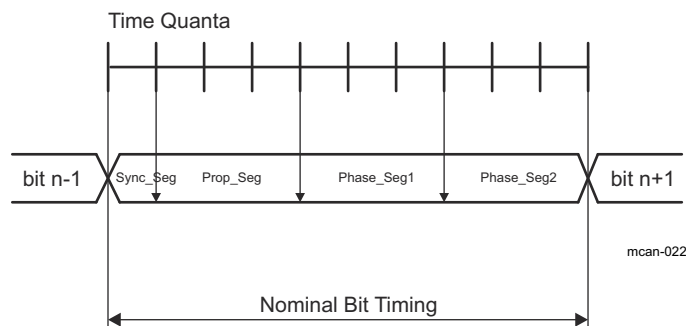 Time Quanta
bit n-1 Sync_Seg Prop_Seg Phase_Seg1 Phase_Seg2 bit n+1
mcan-022
Nominal Bit Timing